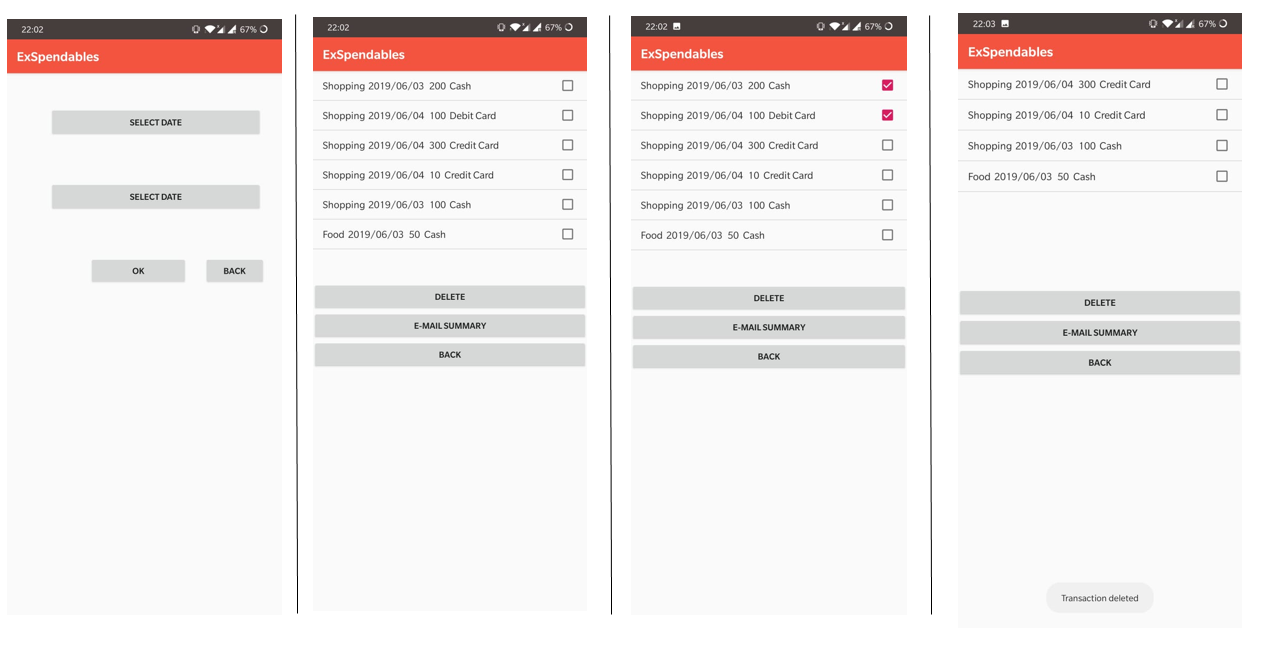 22:02 67%
ExSpendables
SELECT DATE
SELECT DATE
OK BACK
22:02 67%
ExSpendables
Shopping 2019/06/03 200 Cash
Shopping 2019/06/04 100 Debit Card
Shopping 2019/06/04 300 Credit Card
Shopping 2019/06/04 10 Credit Card
Shopping 2019/06/03 100 Cash
Food 2019/06/03 50 Cash
DELETE
E-MAIL SUMMARY
BACK
22:02 67%
ExSpendables
Shopping 2019/06/03 200 Cash
Shopping 2019/06/04 100 Debit Card
Shopping 2019/06/04 300 Credit Card
Shopping 2019/06/04 10 Credit Card
Shopping 2019/06/03 100 Cash
Food 2019/06/03 50 Cash
DELETE
E-MAIL SUMMARY
BACK
22:03 67%
ExSpendables
Shopping 2019/06/04 300 Credit Card
Shopping 2019/06/04 10 Credit Card
Shopping 2019/06/03 100 Cash
Food 2019/06/03 50 Cash
DELETE
E-MAIL SUMMARY
BACK
Transaction deleted